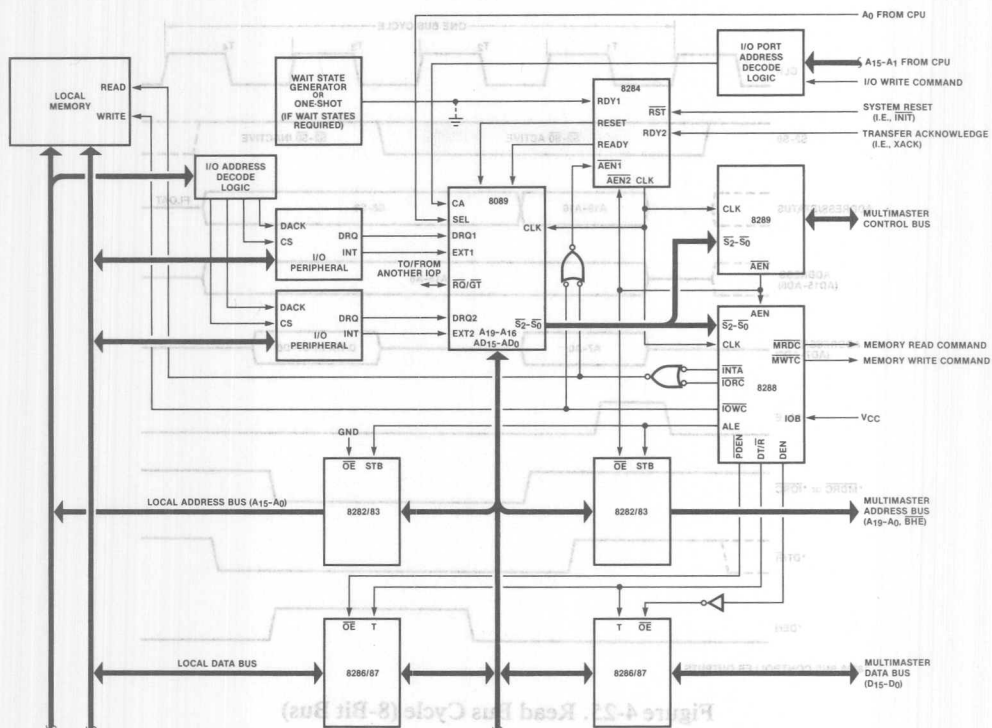 A0 FROM CPU
I/O PORT
ADDRESS
DECODE
LOGIC
A15-A1 FROM CPU
I/O WRITE COMMAND
LOCAL
MEMORY
READ
WRITE
WAIT STATE
GENERATOR
OR
ONE-SHOT
(IF WAIT STATES
REQUIRED)
8284
RDY1
RST
RESET
RDY2
READY
AEN1
AEN2 CLK
SYSTEM RESET
(I.E., INIT)
TRANSFER ACKNOWLEDGE
(I.E., XACK)
I/O ADDRESS
DECODE
LOGIC
CA
8089
SEL
CLK
DRQ1
EXT1
RQ/GT
DRQ2
EXT2
A19-A16
AD15-AD0
S2-S0
CLK
8289
S2-S0
AEN
MULTIMASTER
CONTROL BUS
DACK
CS
DRQ
INT
I/O
PERIPHERAL
TO/FROM
ANOTHER IOP
DACK
CS
DRQ
INT
I/O
PERIPHERAL
AEN
S2-S0
CLK
MRDC
MWTC
INTA
8288
IORC
IOWC
IOB
ALE
PDEN
DT/R
DEN
MEMORY READ COMMAND
MEMORY WRITE COMMAND
VCC
GND
OE STB
8282/83
OE STB
8282/83
LOCAL ADDRESS BUS (A15-A0)
MULTIMASTER
ADDRESS BUS
(A19-A0, BHE)
OE T
8286/87
T OE
8286/87
LOCAL DATA BUS
MULTIMASTER
DATA BUS
(D15-D0)
Figure 4-25. Read Bus Cycle (8-Bit Bus)
ONE BUS CYCLE